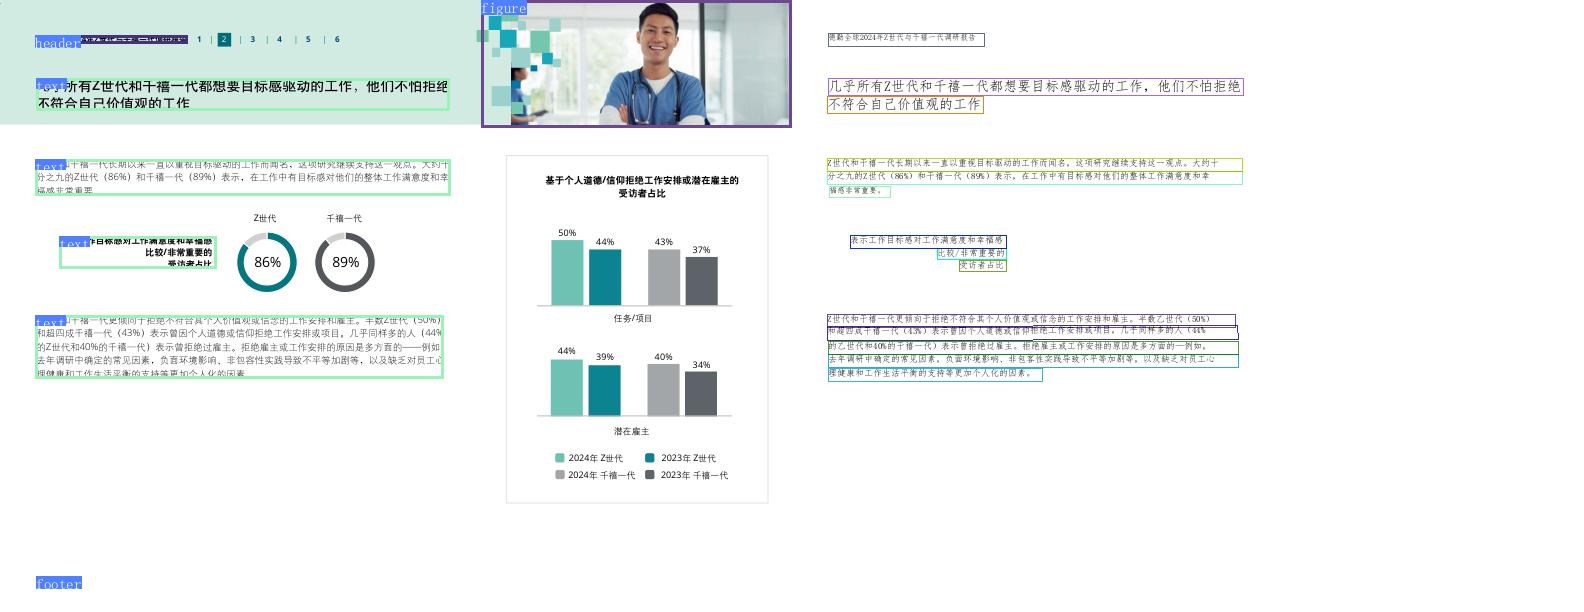 header
1 | 2 | 3 | 4 | 5 | 6
text
乎所有Z世代和千禧一代都想要目标感驱动的工作，他们不怕拒绝
不符合自己价值观的工作
text
千禧一代长期以来一直以重视目标驱动的工作而闻名，这项研究继续支持这一观点。大约十
分之九的Z世代（86%）和千禧一代（89%）表示，在工作中有目标感对他们的整体工作满意度和幸
福感非常重要
text
作目标感对工作满意度和幸福感
比较/非常重要的
受访者占比
Z世代
86%
千禧一代
89%
text
千禧一代更倾向于拒绝不符合其个人价值观或信念的工作安排和雇主。半数Z世代（50%）
和超四成千禧一代（43%）表示曾因个人道德或信仰拒绝工作安排或项目。几乎同样多的人（44%
的Z世代和40%的千禧一代）表示曾拒绝过雇主。拒绝雇主或工作安排的原因是多方面的——例如
去年调研中确定的常见因素，负面环境影响、非包容性实践导致不平等加剧等，以及缺乏对员工心
理健康和工作生活平衡的支持等更加个人化的因素
footer
figure
基于个人道德/信仰拒绝工作安排或潜在雇主的
受访者占比
50%
44%
43%
37%
任务/项目
44%
39%
40%
34%
潜在雇主
2024年 Z世代
2023年 Z世代
2024年 千禧一代
2023年 千禧一代
德勤全球2024年Z世代与千禧一代调研报告
几乎所有Z世代和千禧一代都想要目标感驱动的工作，他们不怕拒绝
不符合自己价值观的工作
Z世代和千禧一代长期以来一直以重视目标驱动的工作而闻名，这项研究继续支持这一观点。大约十
分之九的Z世代（86%）和千禧一代（89%）表示，在工作中有目标感对他们的整体工作满意度和幸
福感非常重要。
表示工作目标感对工作满意度和幸福感
比较/非常重要的
受访者占比
Z世代和千禧一代更倾向于拒绝不符合其个人价值观或信念的工作安排和雇主。半数乙世代（50%）
和超四成千禧一代（43%）表示曾因个人道德或信仰拒绝工作安排或项目。几乎同样多的人（44%
的乙世代和40%的千禧一代）表示曾拒绝过雇主。拒绝雇主或工作安排的原因是多方面的一例如，
去年调研中确定的常见因素，负面环境影响、非包容性实践导致不平等加剧等，以及缺乏对员工心
理健康和工作生活平衡的支持等更加个人化的因素。